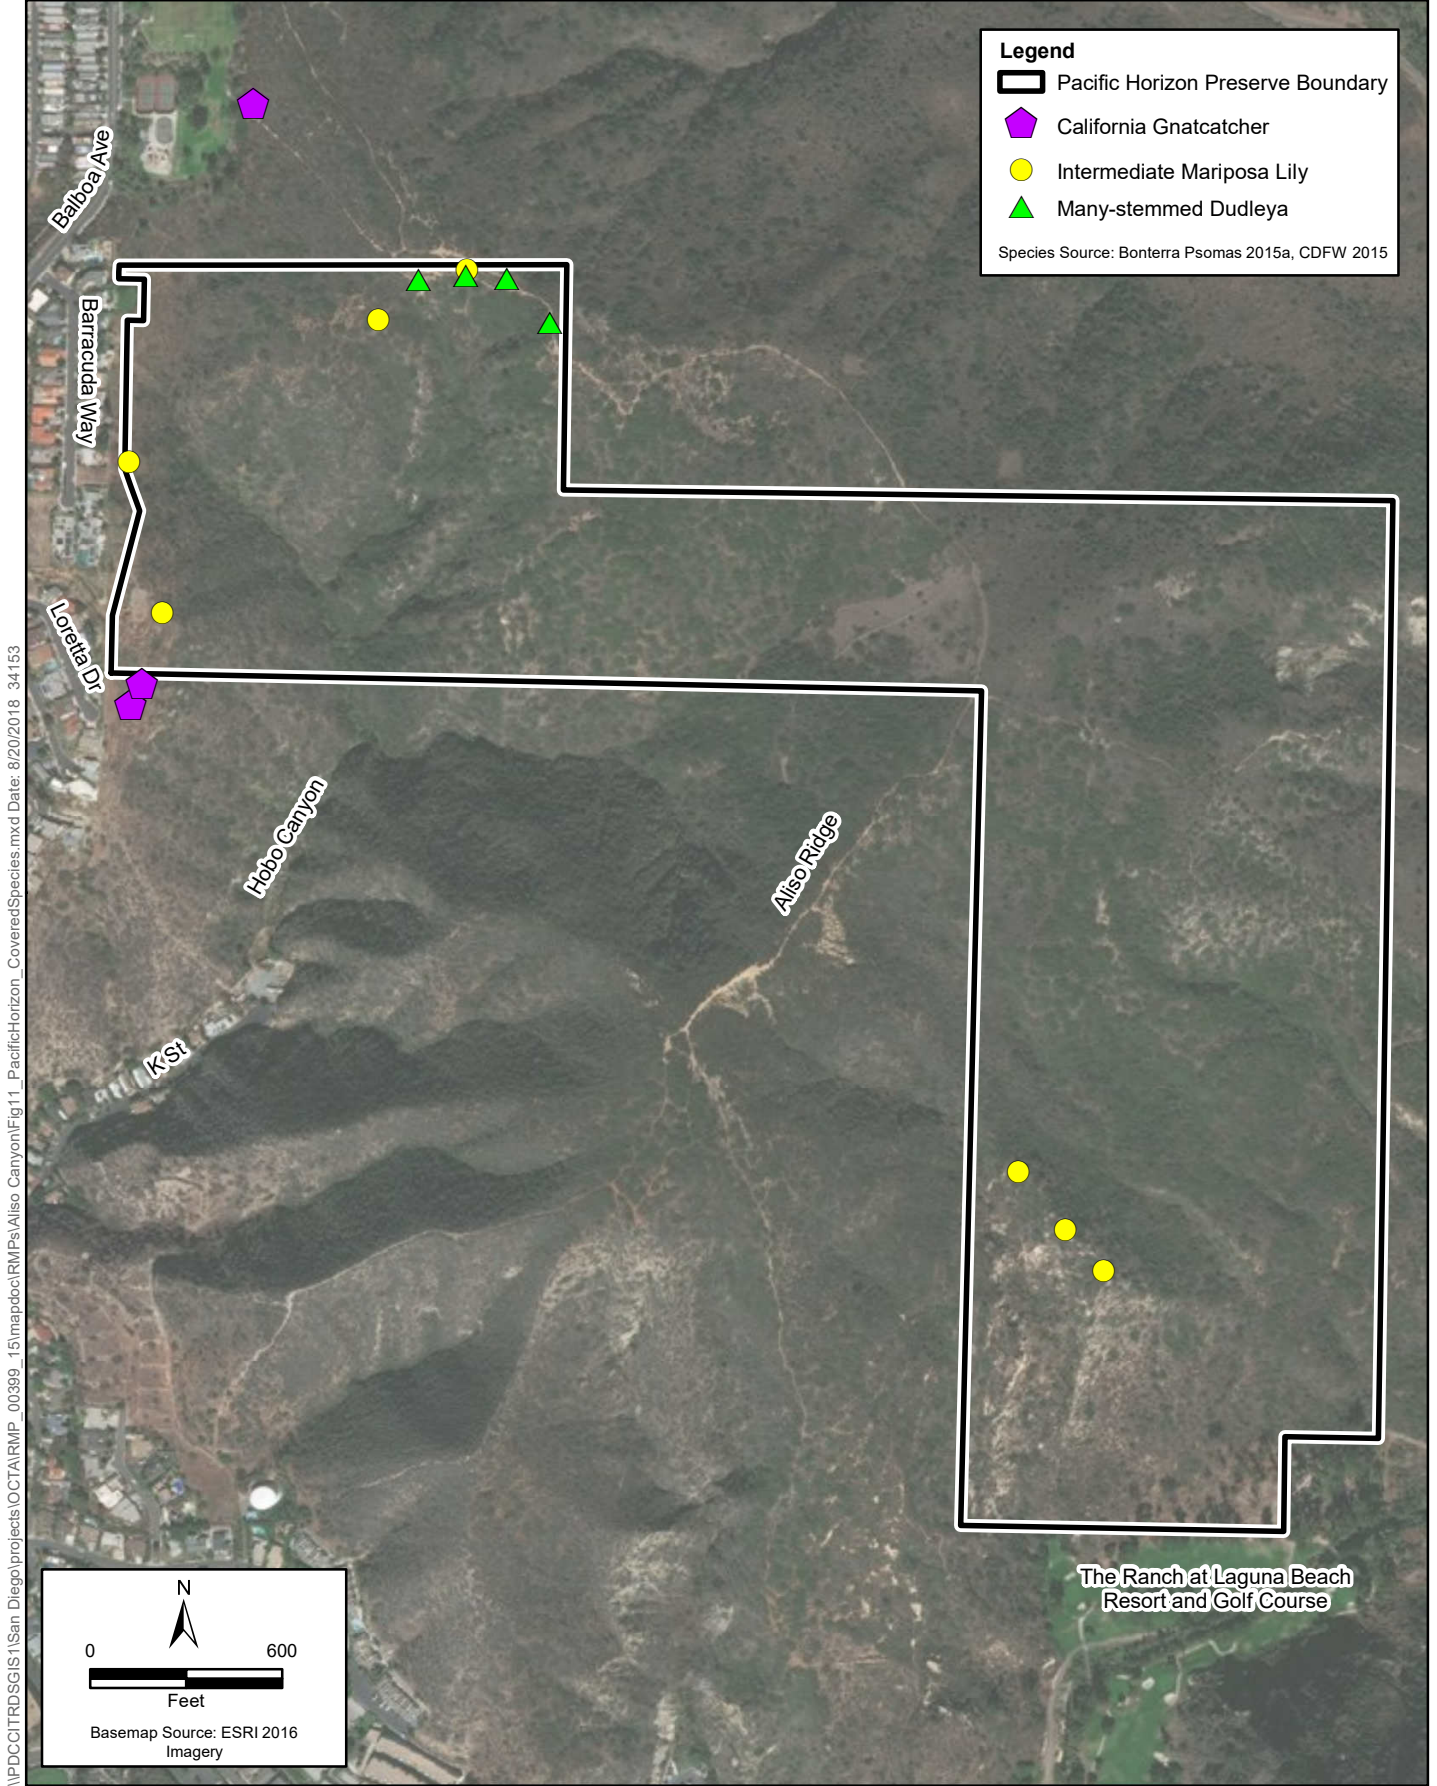 Legend
Pacific Horizon Preserve Boundary
California Gnatcatcher
Intermediate Mariposa Lily
Many-stemmed Dudleya
Species Source: Bonterra Psomas 2015a, CDFW 2015
Balboa Ave
Barracuda Way
Loretta Dr
Hobo Canyon
Aliso Ridge
K St
The Ranch at Laguna Beach
Resort and Golf Course
N
0 600
Feet
Basemap Source: ESRI 2016
Imagery
\\PDCCITRDSGIS1\San Diego\projects\OCTA\RMP_00399_15\mapdoc\RMPs\Aliso Canyon\Fig11_PacificHorizon_CoveredSpecies.mxd Date: 8/20/2018 34153